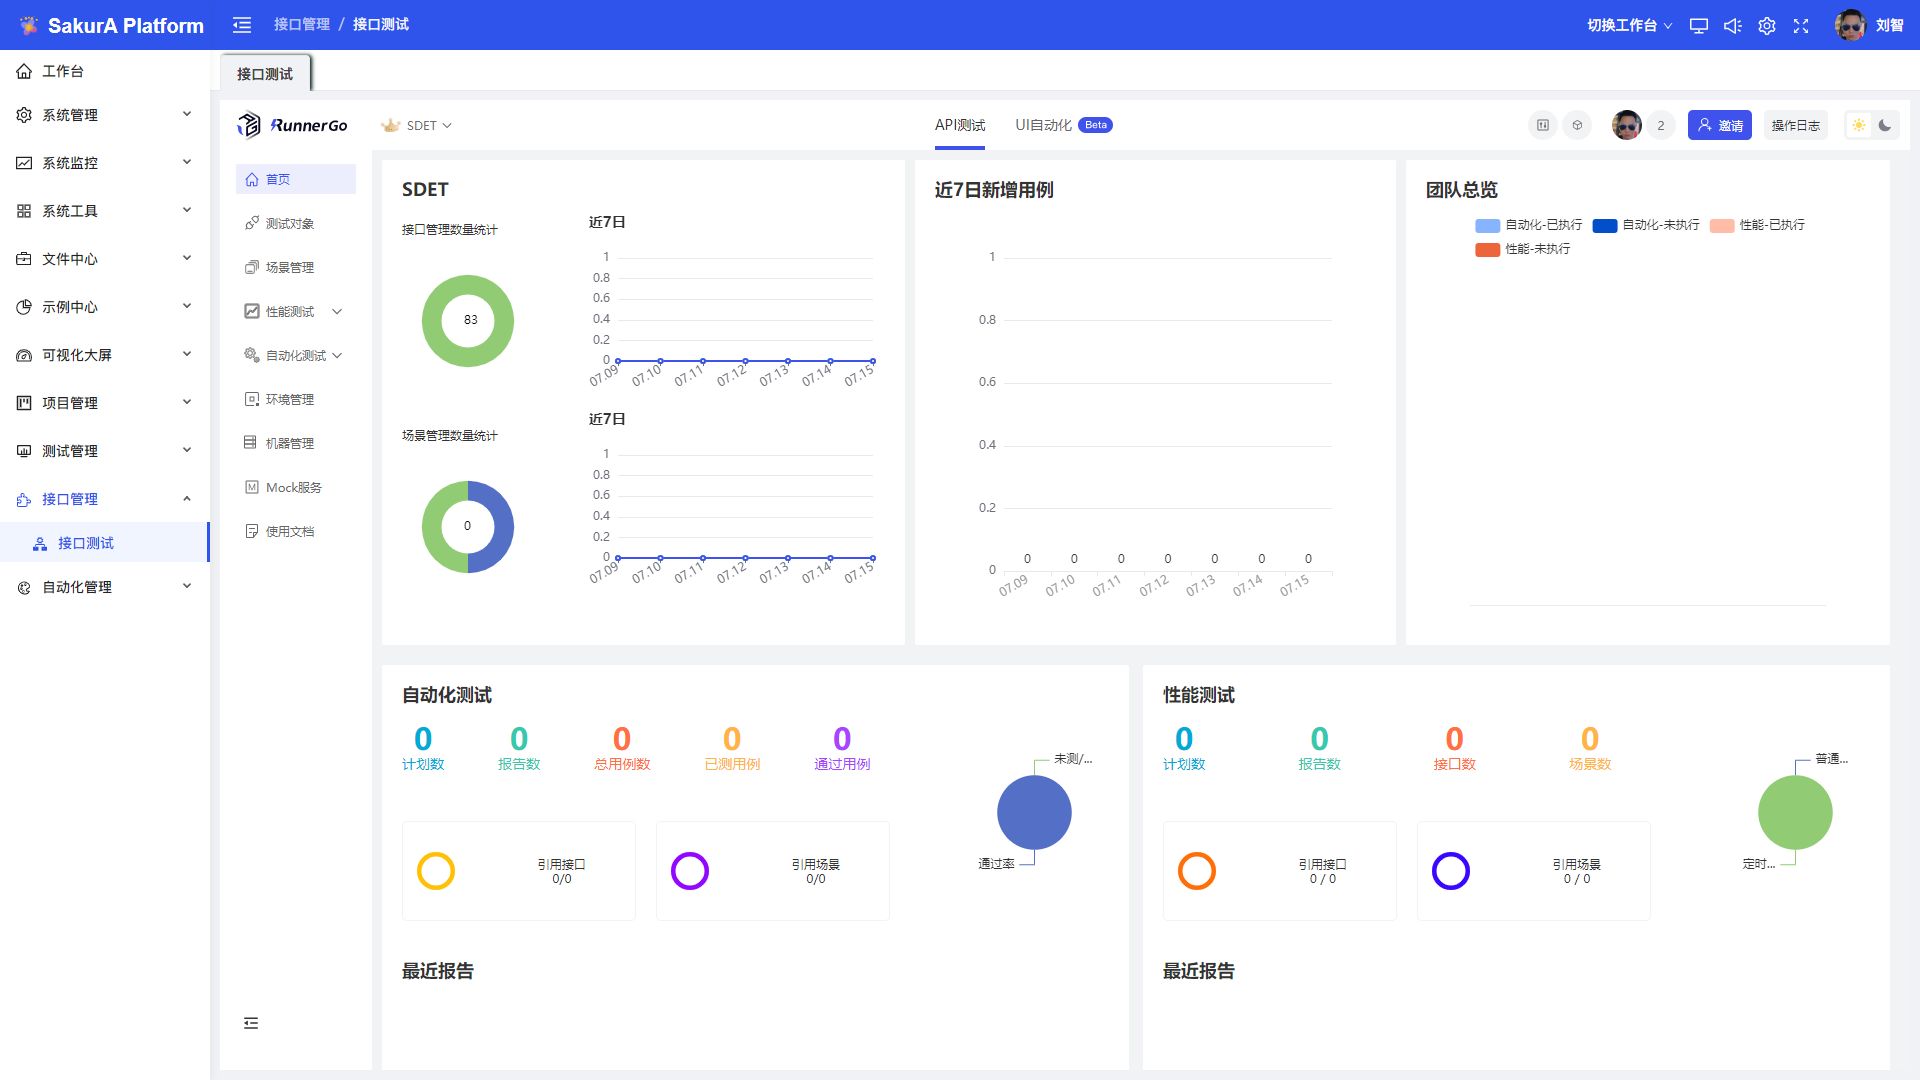 SakurA Platform
接口管理 / 接口测试
切换工作台
刘智
工作台
系统管理
系统监控
系统工具
文件中心
示例中心
可视化大屏
项目管理
测试管理
接口管理
接口测试
自动化管理
接口测试
RunnerGo
SDET
API测试
UI自动化 Beta
2
邀请
操作日志
首页
测试对象
场景管理
性能测试
自动化测试
环境管理
机器管理
Mock服务
使用文档
SDET
接口管理数量统计
83
近7日
1
0.8
0.6
0.4
0.2
0
07.09 07.10 07.11 07.12 07.13 07.14 07.15
场景管理数量统计
0
近7日
1
0.8
0.6
0.4
0.2
0
07.09 07.10 07.11 07.12 07.13 07.14 07.15
近7日新增用例
1
0.8
0.6
0.4
0.2
0
0 0 0 0 0 0 0
07.09 07.10 07.11 07.12 07.13 07.14 07.15
团队总览
自动化-已执行 自动化-未执行 性能-已执行
性能-未执行
自动化测试
0 0 0 0 0
计划数 报告数 总用例数 已测用例 通过用例
引用接口
0/0
引用场景
0/0
未测/...
通过率
最近报告
性能测试
0 0 0 0
计划数 报告数 接口数 场景数
引用接口
0 / 0
引用场景
0 / 0
普通...
定时...
最近报告